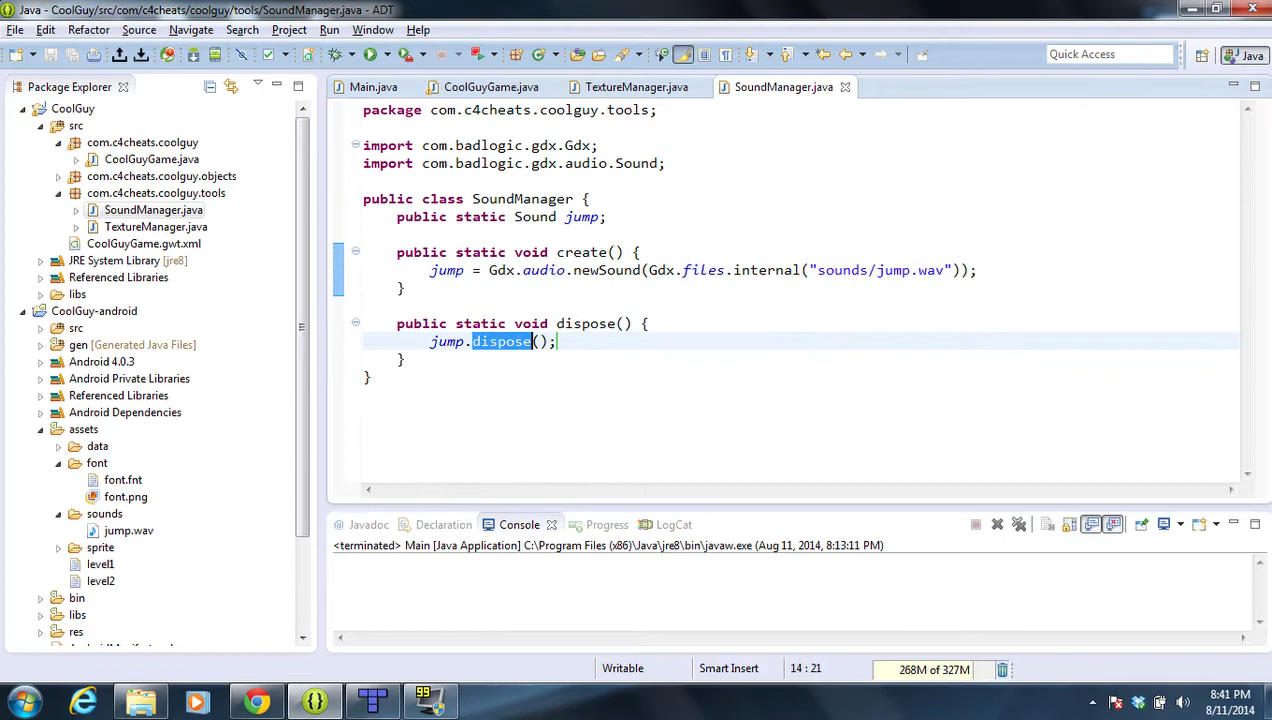 Java - CoolGuy/src/com/c4cheats/coolguy/tools/SoundManager.java - ADT
File Edit Refactor Source Navigate Search Project Run Window Help
Quick Access
Java
Package Explorer
CoolGuy
src
com.c4cheats.coolguy
CoolGuyGame.java
com.c4cheats.coolguy.objects
com.c4cheats.coolguy.tools
SoundManager.java
TextureManager.java
CoolGuyGame.gwt.xml
JRE System Library [jre8]
Referenced Libraries
libs
CoolGuy-android
src
gen [Generated Java Files]
Android 4.0.3
Android Private Libraries
Referenced Libraries
Android Dependencies
assets
data
font
font.fnt
font.png
sounds
jump.wav
sprite
level1
level2
bin
libs
res
Main.java CoolGuyGame.java TextureManager.java SoundManager.java
package com.c4cheats.coolguy.tools;
import com.badlogic.gdx.Gdx;
import com.badlogic.gdx.audio.Sound;
public class SoundManager {
public static Sound jump;
public static void create() {
jump = Gdx.audio.newSound(Gdx.files.internal("sounds/jump.wav"));
}
public static void dispose() {
jump.dispose();
}
}
Javadoc Declaration Console Progress LogCat
<terminated> Main [Java Application] C:\Program Files (x86)\Java\jre8\bin\javaw.exe (Aug 11, 2014, 8:13:11 PM)
Writable Smart Insert 14 : 21 268M of 327M
99
8:41 PM
8/11/2014